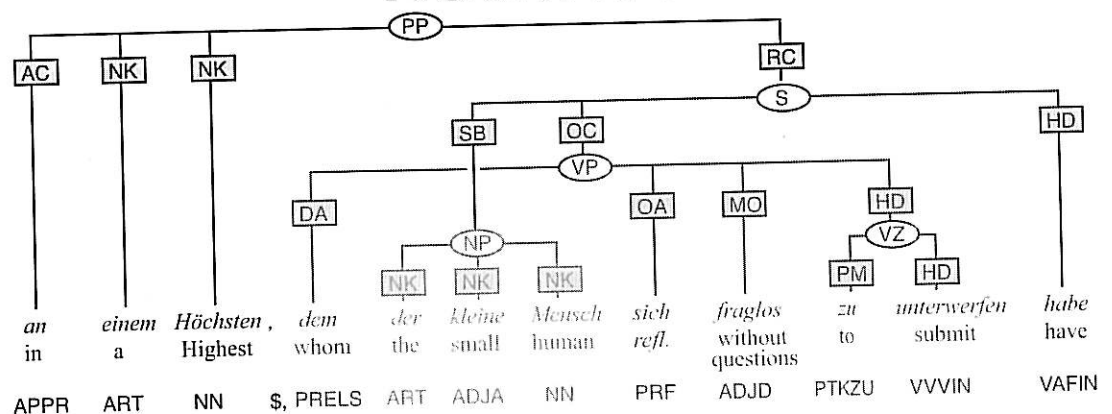 PP
AC NK NK RC
S
SB OC HD
VP
DA OA MO HD
NP VZ
NK NK NK PM HD
an einem Höchsten , dem der kleine Mensch sich fraglos zu unterwerfen habe
in a Highest whom the small human refl. without to submit have
questions
APPR ART NN $, PRELS ART ADJA NN PRF ADJD PTKZU VVVIN VAFIN